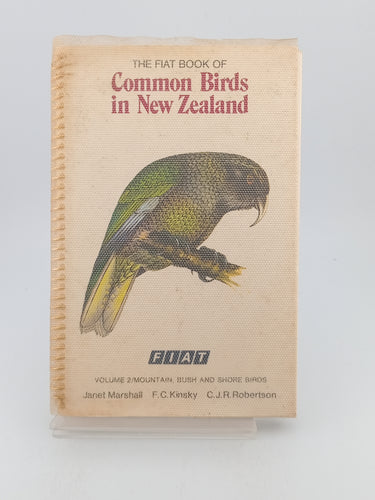 THE FIAT BOOK OF
Common Birds
in New Zealand
FIAT
VOLUME 2/MOUNTAIN, BUSH AND SHORE BIRDS
Janet Marshall F.C.Kinsky C.J.R.Robertson